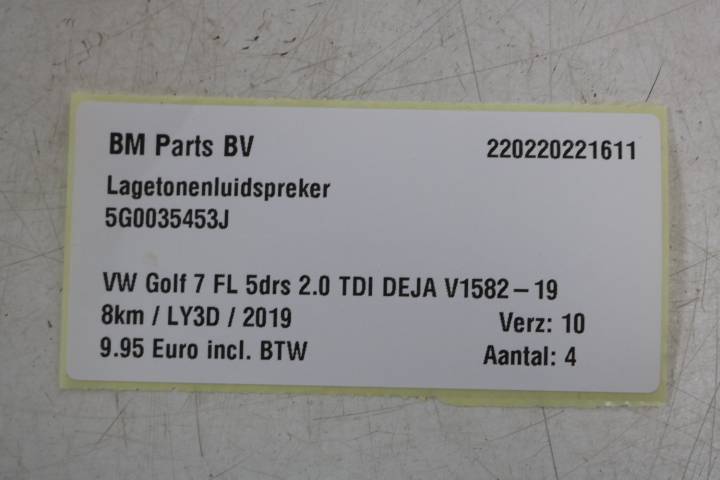 BM Parts BV 220220221611
Lagetonenluidspreker
5G0035453J
VW Golf 7 FL 5drs 2.0 TDI DEJA V1582-19
8km / LY3D / 2019 Verz: 10
9.95 Euro incl. BTW Aantal: 4